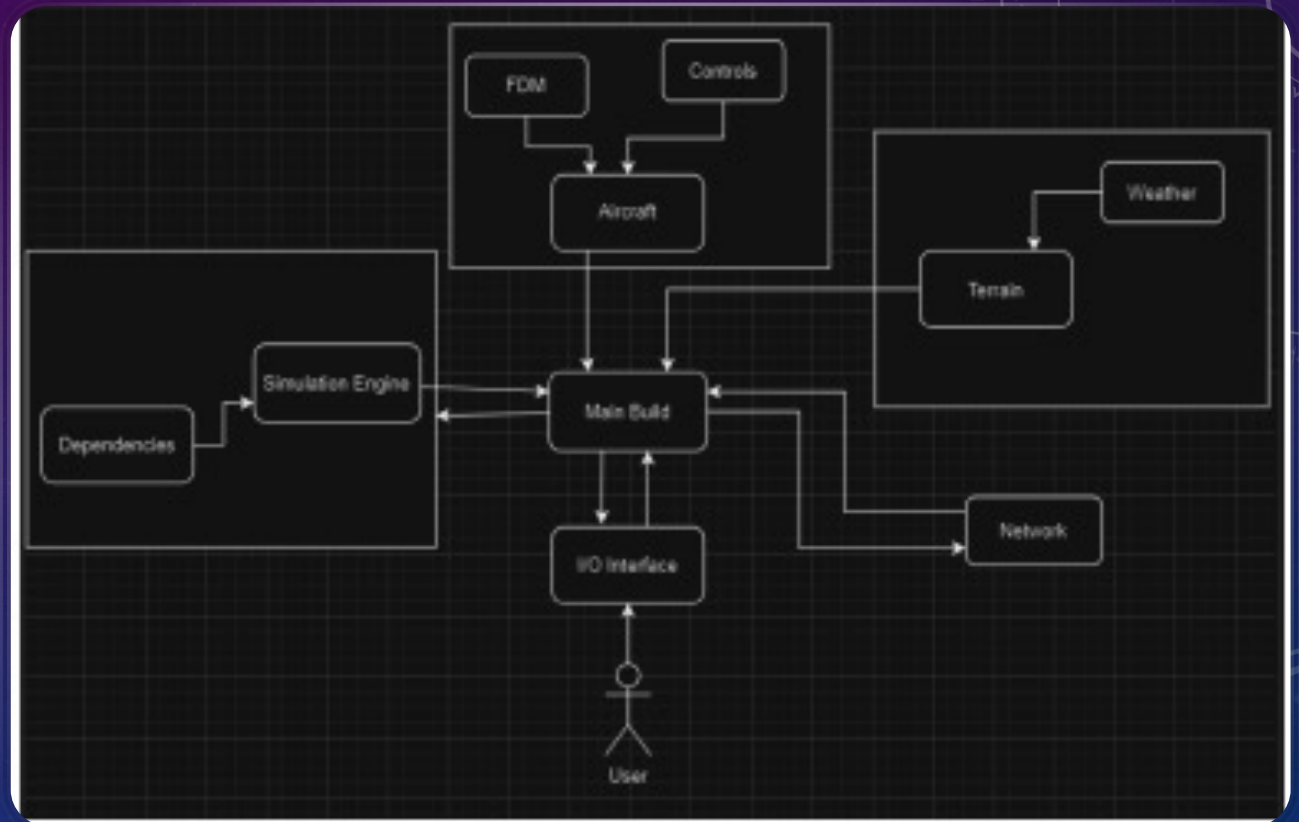 FDM
Controls
Aircraft
Weather
Terrain
Simulation Engine
Main Build
Dependencies
Network
I/O Interface
User